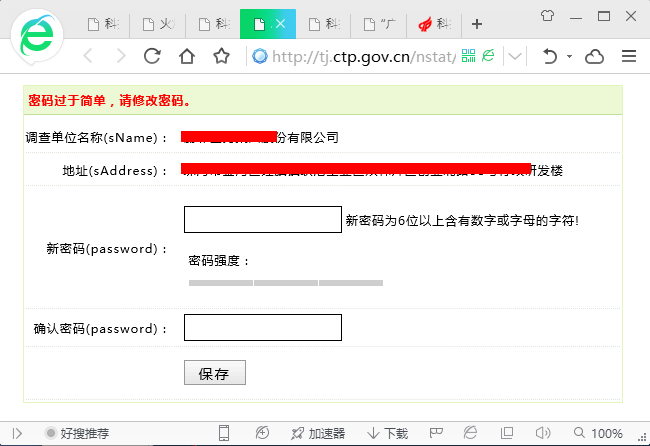 科
火
科
科
科
"广
科
http://tj.ctp.gov.cn/nstat/
密码过于简单，请修改密码。
调查单位名称(sName)： 份有限公司
地址(sAddress)： 研发楼
新密码为6位以上含有数字或字母的字符!
新密码(password)：
密码强度：
确认密码(password)：
保存
好搜推荐
加速器
下载
100%